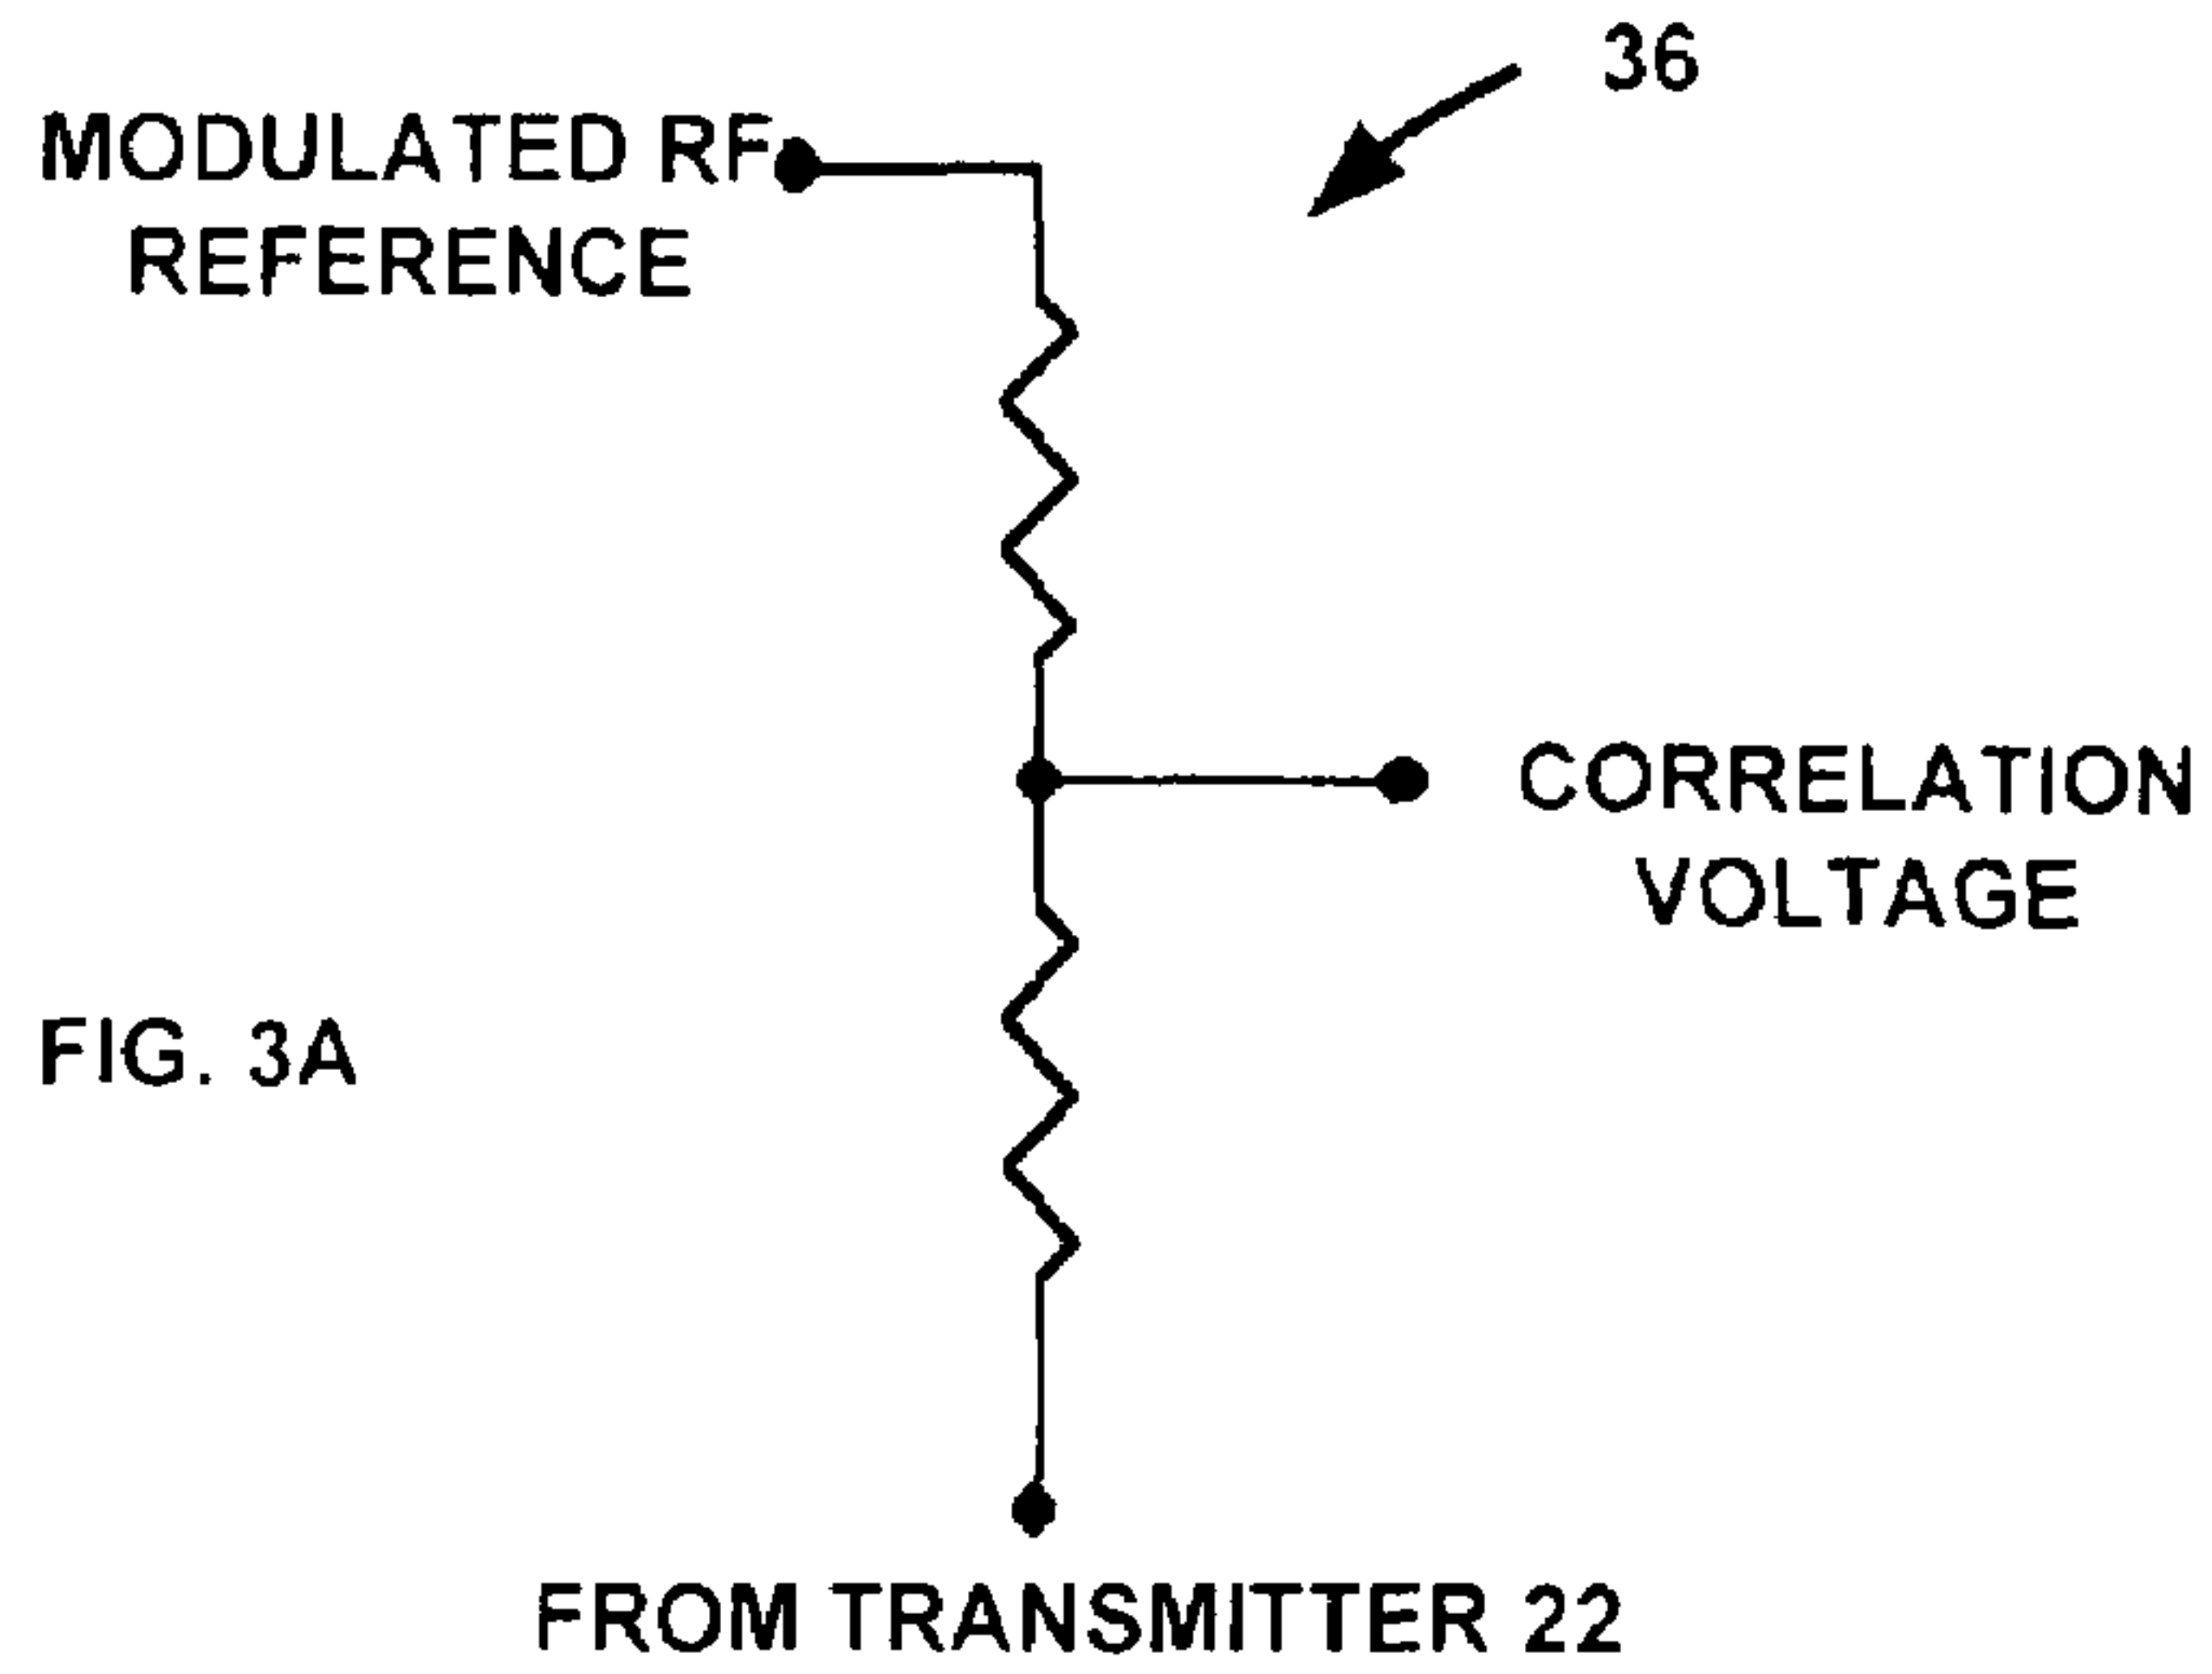 36
MODULATED RF
REFERENCE
CORRELATION
VOLTAGE
FIG. 3A
FROM TRANSMITTER 22